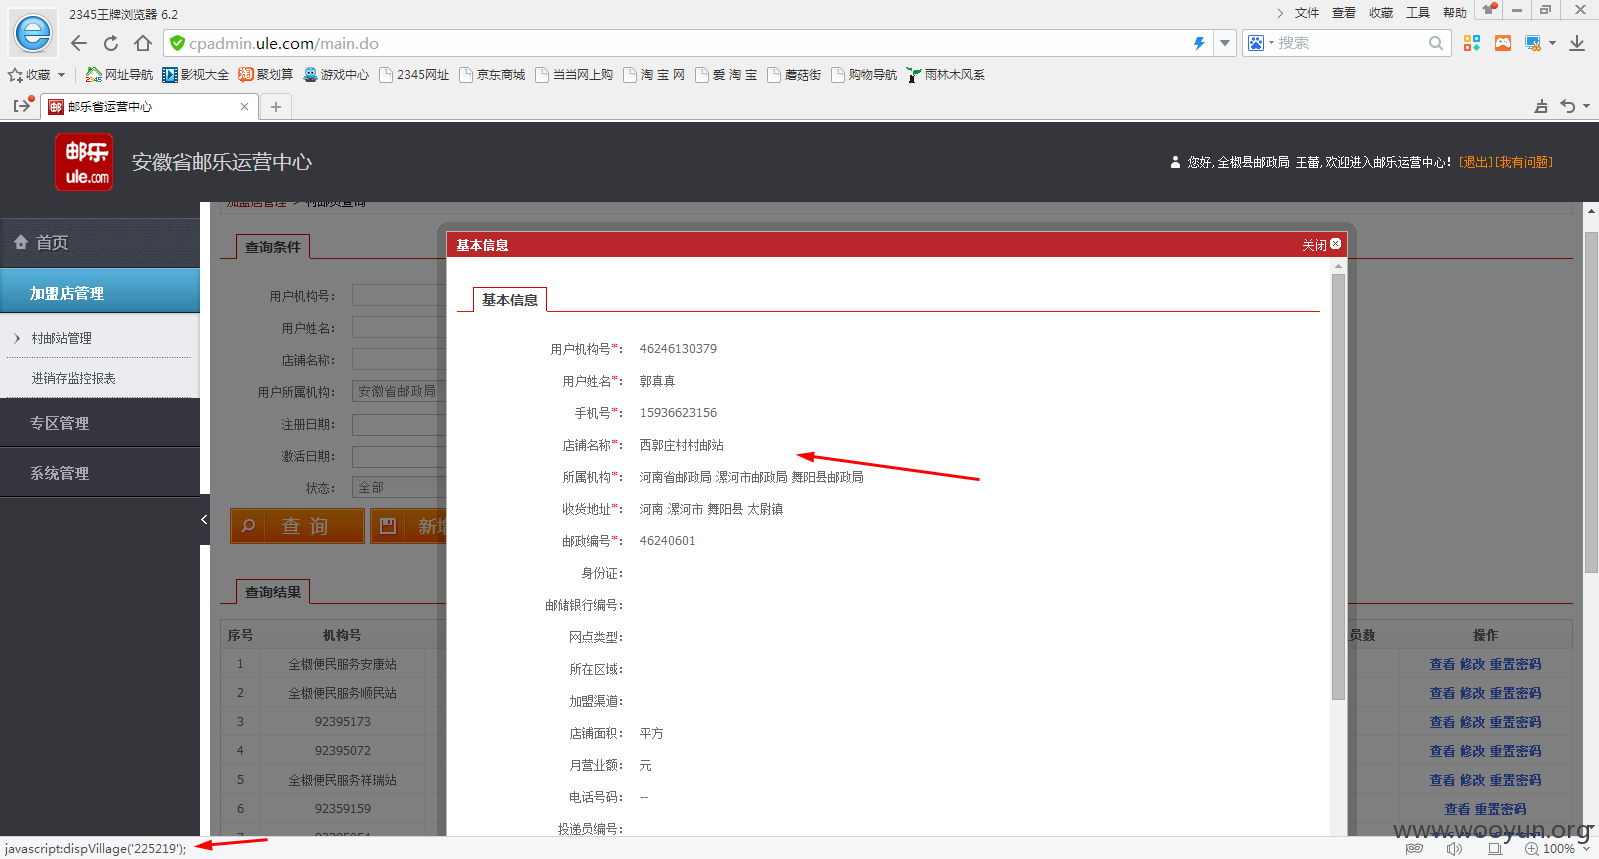 2345王牌浏览器 6.2
文件 查看 收藏 工具 帮助
cpadmin.ule.com/main.do
搜索
收藏 网址导航 影视大全 聚划算 游戏中心 2345网址 京东商城 当当网上购 淘 宝 网 爱 淘 宝 蘑菇街 购物导航 雨林木风系
邮乐省运营中心
邮乐
ule.com
安徽省邮乐运营中心
您好, 全椒县邮政局 王蕾, 欢迎进入邮乐运营中心! [退出][我有问题]
加盟店管理 > 村邮站查询
首页
加盟店管理
村邮站管理
进销存监控报表
专区管理
系统管理
查询条件
用户机构号:
用户姓名:
店铺名称:
用户所属机构: 安徽省邮政局
注册日期:
激活日期:
状态: 全部
查 询
新增
查询结果
序号 机构号 员数 操作
1 全椒便民服务安康站 查看 修改 重置密码
2 全椒便民服务顺民站 查看 修改 重置密码
3 92395173 查看 修改 重置密码
4 92395072 查看 修改 重置密码
5 全椒便民服务祥瑞站 查看 修改 重置密码
6 92359159 查看 重置密码
基本信息 关闭
基本信息
用户机构号*: 46246130379
用户姓名*: 郭真真
手机号*: 15936623156
店铺名称*: 西郭庄村村邮站
所属机构*: 河南省邮政局 漯河市邮政局 舞阳县邮政局
收货地址*: 河南 漯河市 舞阳县 太尉镇
邮政编号*: 46240601
身份证:
邮储银行编号:
网点类型:
所在区域:
加盟渠道:
店铺面积: 平方
月营业额: 元
电话号码: --
投递员编号:
www.wooyun.org
javascript:dispVillage('225219');
100%